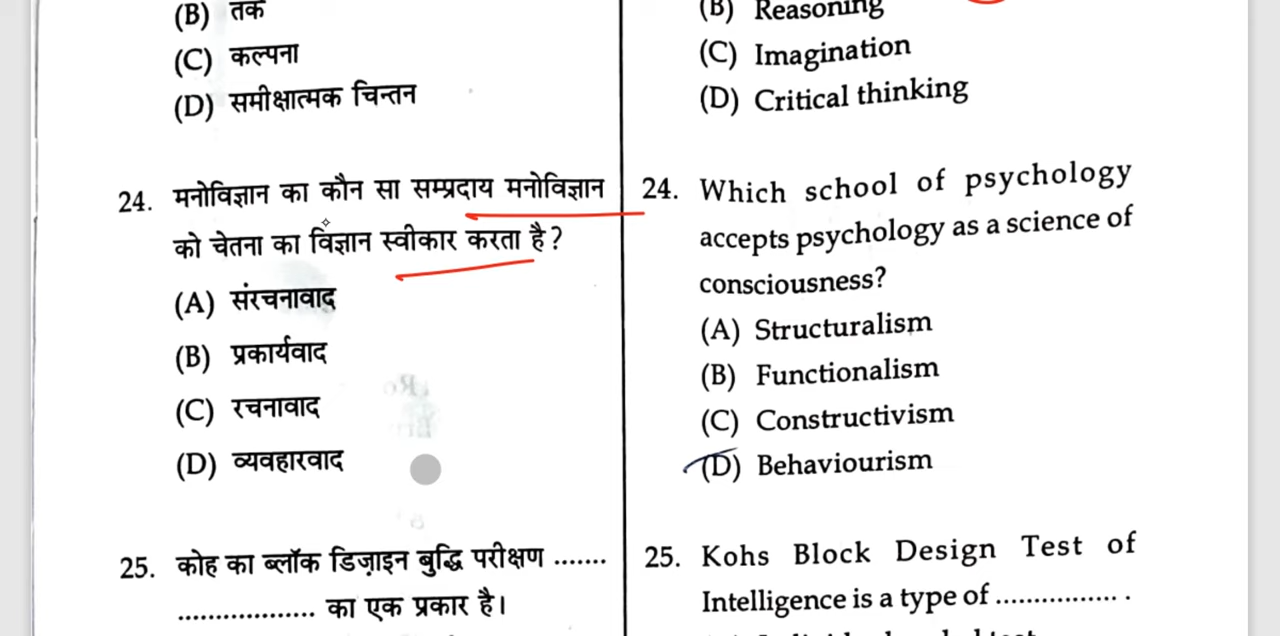 (B) तर्क
(C) कल्पना
(D) समीक्षात्मक चिन्तन
24. मनोविज्ञान का कौन सा सम्प्रदाय मनोविज्ञान
को चेतना का विज्ञान स्वीकार करता है?
(A) संरचनावाद
(B) प्रकार्यवाद
(C) रचनावाद
(D) व्यवहारवाद
25. कोह का ब्लॉक डिज़ाइन बुद्धि परीक्षण .......
.................. का एक प्रकार है।
(B) Reasoning
(C) Imagination
(D) Critical thinking
24. Which school of psychology
accepts psychology as a science of
consciousness?
(A) Structuralism
(B) Functionalism
(C) Constructivism
(D) Behaviourism
25. Kohs Block Design Test of
Intelligence is a type of ................ .